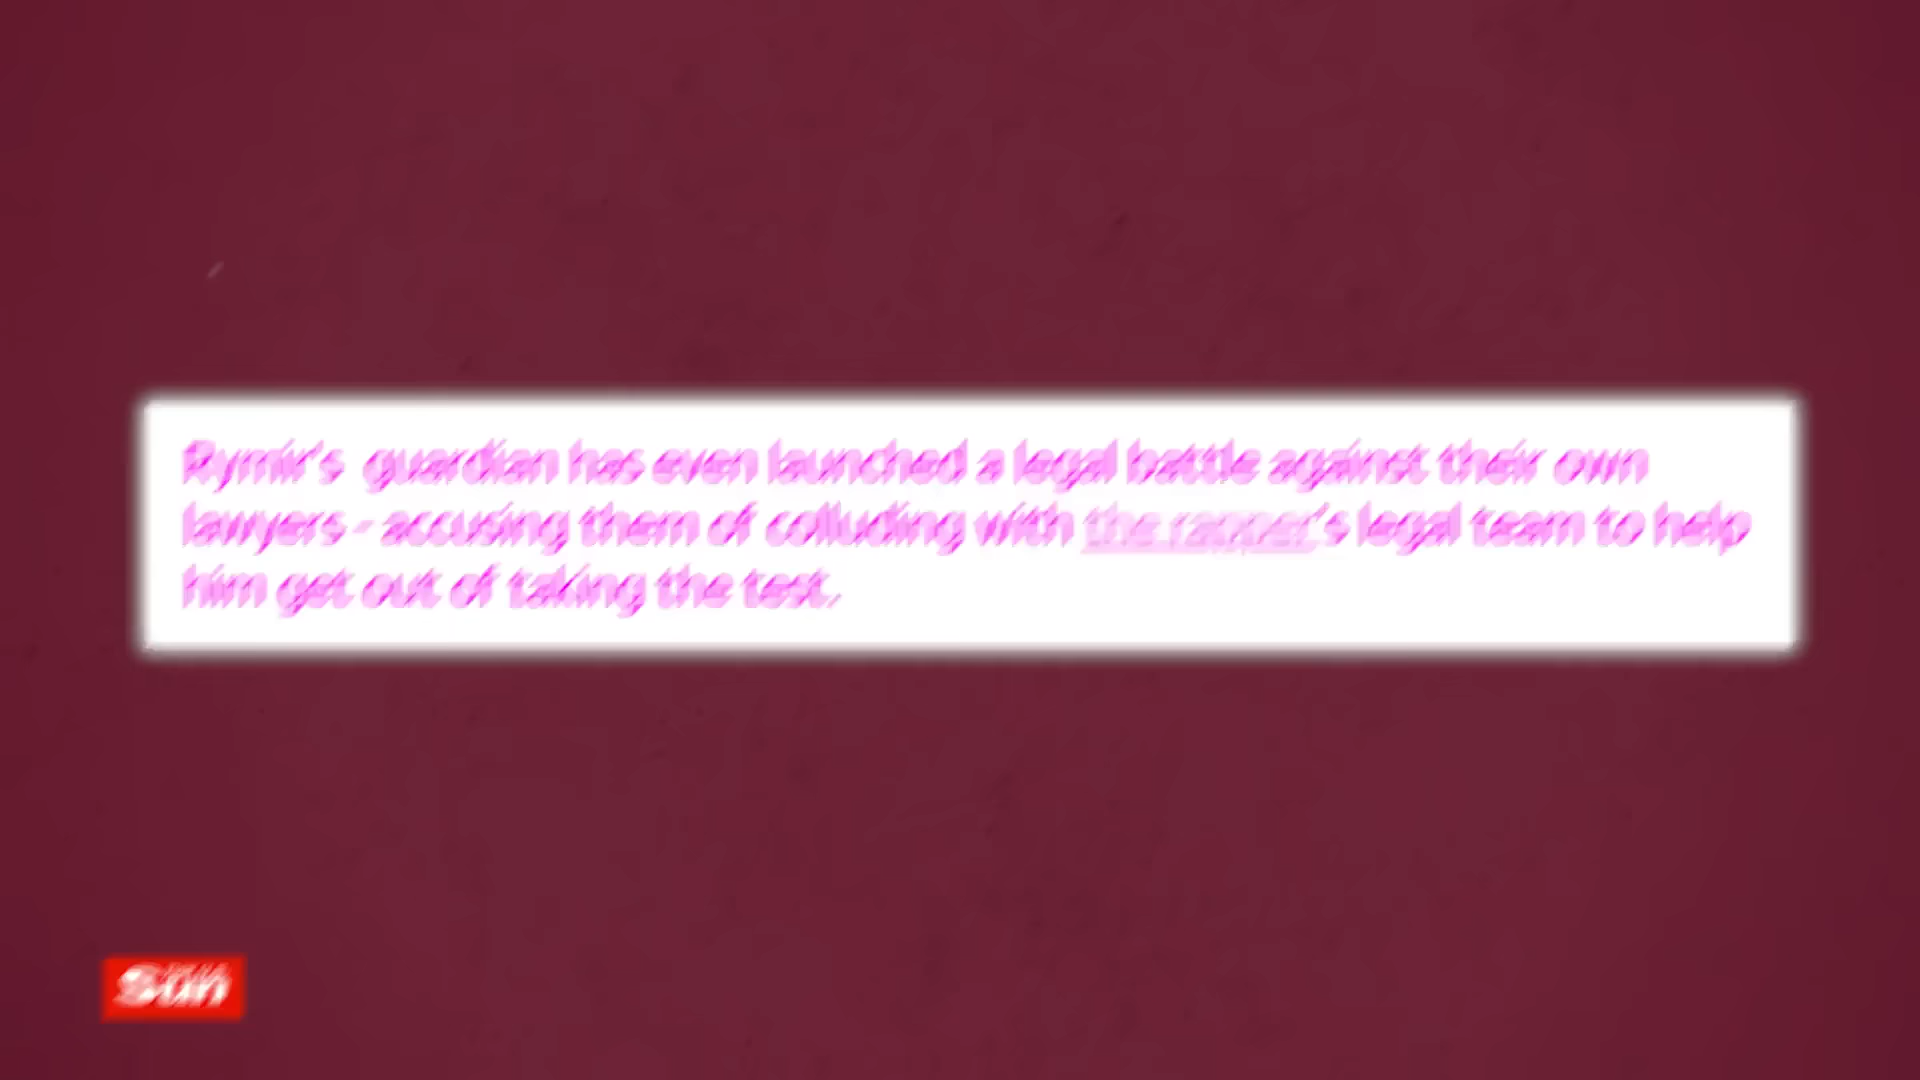 Rymir's guardian has even launched a legal battle against their own
lawyers - accusing them of colluding with the rapper's legal team to help
him get out of taking the test.
Sun